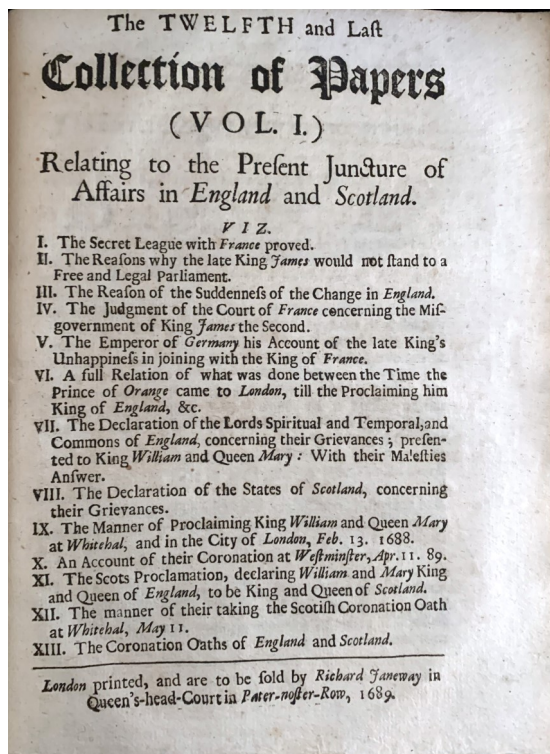 The TWELFTH and Laſt
Collection of Papers
(VOL. I.)
Relating to the Preſent Juncture of
Affairs in England and Scotland.
VIZ.
I. The Secret League with France proved.
II. The Reaſons why the late King James would not ſtand to a
Free and Legal Parliament.
III. The Reaſon of the Suddenneſs of the Change in England.
IV. The Judgment of the Court of France concerning the Miſ-
government of King James the Second.
V. The Emperor of Germany his Account of the late King's
Unhappineſs in joining with the King of France.
VI. A full Relation of what was done between the Time the
Prince of Orange came to London, till the Proclaiming him
King of England, &c.
VII. The Declaration of the Lords Spiritual and Temporal, and
Commons of England, concerning their Grievances; preſen-
ted to King William and Queen Mary: With their Majeſties
Anſwer.
VIII. The Declaration of the States of Scotland, concerning
their Grievances.
IX. The Manner of Proclaiming King William and Queen Mary
at Whitehal, and in the City of London, Feb. 13. 1688.
X. An Account of their Coronation at Weſtminſter, Apr. 11. 89.
XI. The Scots Proclamation, declaring William and Mary King
and Queen of England, to be King and Queen of Scotland.
XII. The manner of their taking the Scotiſh Coronation Oath
at Whitehal, May 11.
XIII. The Coronation Oaths of England and Scotland.
London printed, and are to be ſold by Richard Janeway in
Queen's-head-Court in Pater-noſter-Row, 1689.